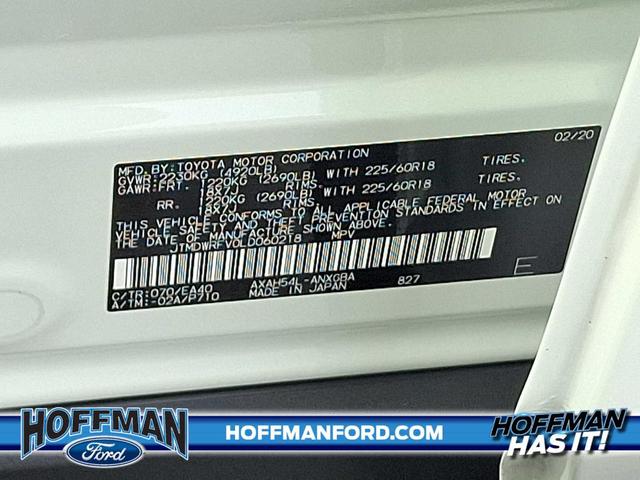 02/20
MFD.BY:TOYOTA MOTOR CORPORATION
GVWR:2230KG (4920LB)
GAWR:FRT. 1220KG (2690LB) WITH 225/60R18 TIRES.
18X7J RIMS.
RR. 1220KG (2690LB) WITH 225/60R18 TIRES.
18X7J RIMS.
THIS VEHICLE CONFORMS TO ALL APPLICABLE FEDERAL MOTOR
VEHICLE SAFETY AND THEFT PREVENTION STANDARDS IN EFFECT
ON THE DATE OF MANUFACTURE SHOWN ABOVE.
JTMDWRFV0LD060218 MPV
C/TR:070/EA40 AXAH54L-ANXGBA 827
A/TM:-02A/P710 MADE IN JAPAN
E
HOFFMAN
Ford
HOFFMANFORD.COM
HOFFMAN
HAS IT!